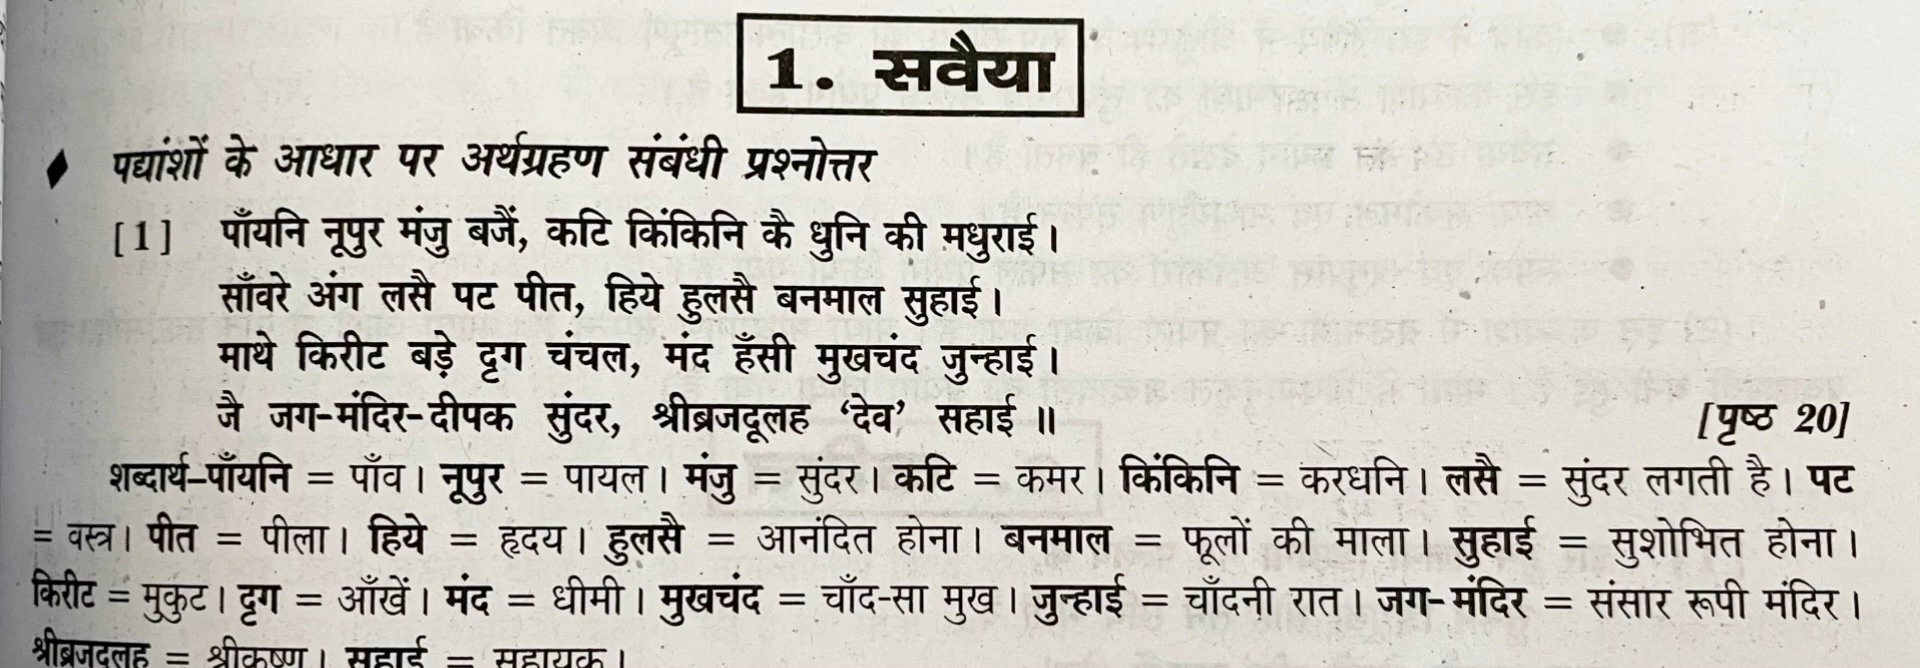 1. सवैया
♦ पद्यांशों के आधार पर अर्थग्रहण संबंधी प्रश्नोत्तर
[1] पाँयनि नूपुर मंजु बजैं, कटि किंकिनि कै धुनि की मधुराई।
साँवरे अंग लसै पट पीत, हिये हुलसै बनमाल सुहाई।
माथे किरीट बड़े दृग चंचल, मंद हँसी मुखचंद जुन्हाई।
जै जग-मंदिर-दीपक सुंदर, श्रीब्रजदूलह ‘देव’ सहाई॥ [पृष्ठ 20]
शब्दार्थ–पाँयनि = पाँव। नूपुर = पायल। मंजु = सुंदर। कटि = कमर। किंकिनि = करधनि। लसै = सुंदर लगती है। पट
= वस्त्र। पीत = पीला। हिये = हृदय। हुलसै = आनंदित होना। बनमाल = फूलों की माला। सुहाई = सुशोभित होना।
किरीट = मुकुट। दृग = आँखें। मंद = धीमी। मुखचंद = चाँद-सा मुख। जुन्हाई = चाँदनी रात। जग-मंदिर = संसार रूपी मंदिर।
श्रीब्रजदूलह = श्रीकृष्ण। सहाई = सहायक।